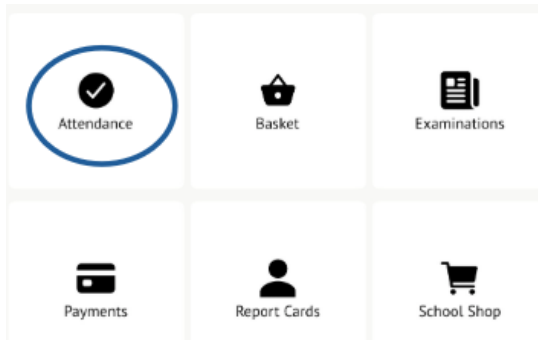 Attendance
Basket
Examinations
Payments
Report Cards
School Shop